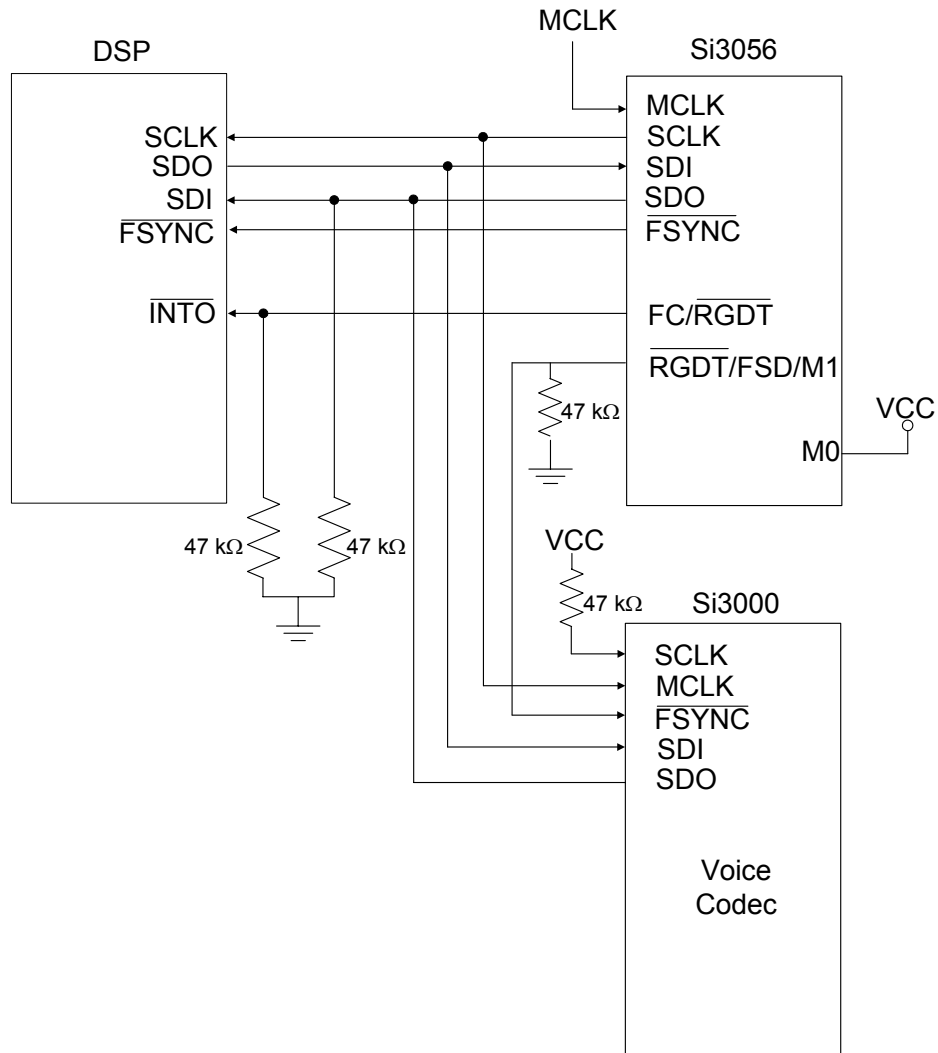 MCLK
DSP
Si3056
SCLK
SDO
SDI
FSYNC
INTO
MCLK
SCLK
SDI
SDO
FSYNC
FC/RGDT
RGDT/FSD/M1
M0
VCC
47 kΩ
47 kΩ
47 kΩ
VCC
47 kΩ
Si3000
SCLK
MCLK
FSYNC
SDI
SDO
Voice
Codec